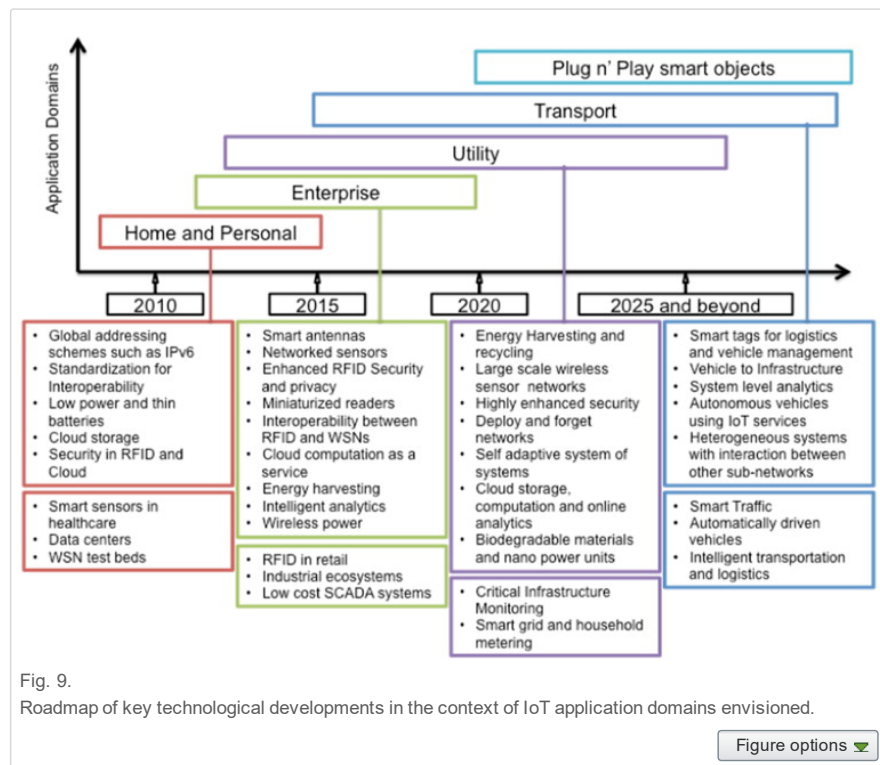 Application Domains
Plug n' Play smart objects
Transport
Utility
Enterprise
Home and Personal
2010
2015
2020
2025 and beyond
• Global addressing
schemes such as IPv6
• Standardization for
Interoperability
• Low power and thin
batteries
• Cloud storage
• Security in RFID and
Cloud
• Smart sensors in
healthcare
• Data centers
• WSN test beds
• Smart antennas
• Networked sensors
• Enhanced RFID Security
and privacy
• Miniaturized readers
• Interoperability between
RFID and WSNs
• Cloud computation as a
service
• Energy harvesting
• Intelligent analytics
• Wireless power
• RFID in retail
• Industrial ecosystems
• Low cost SCADA systems
• Energy Harvesting and
recycling
• Large scale wireless
sensor networks
• Highly enhanced security
• Deploy and forget
networks
• Self adaptive system of
systems
• Cloud storage,
computation and online
analytics
• Biodegradable materials
and nano power units
• Critical Infrastructure
Monitoring
• Smart grid and household
metering
• Smart tags for logistics
and vehicle management
• Vehicle to Infrastructure
• System level analytics
• Autonomous vehicles
using IoT services
• Heterogeneous systems
with interaction between
other sub-networks
• Smart Traffic
• Automatically driven
vehicles
• Intelligent transportation
and logistics
Fig. 9.
Roadmap of key technological developments in the context of IoT application domains envisioned.
Figure options